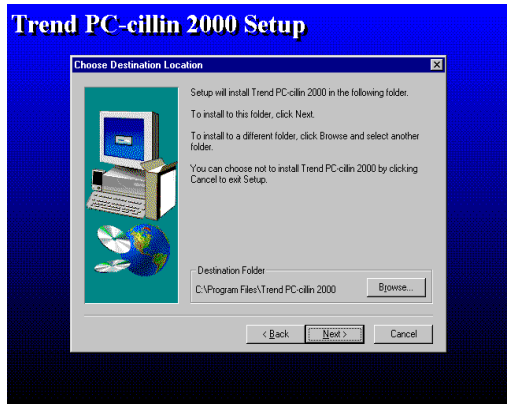 Trend PC-cillin 2000 Setup
Choose Destination Location
Setup will install Trend PC-cillin 2000 in the following folder.
To install to this folder, click Next.
To install to a different folder, click Browse and select another
folder.
You can choose not to install Trend PC-cillin 2000 by clicking
Cancel to exit Setup.
Destination Folder
C:\Program Files\Trend PC-cillin 2000
Browse...
< Back
Next >
Cancel